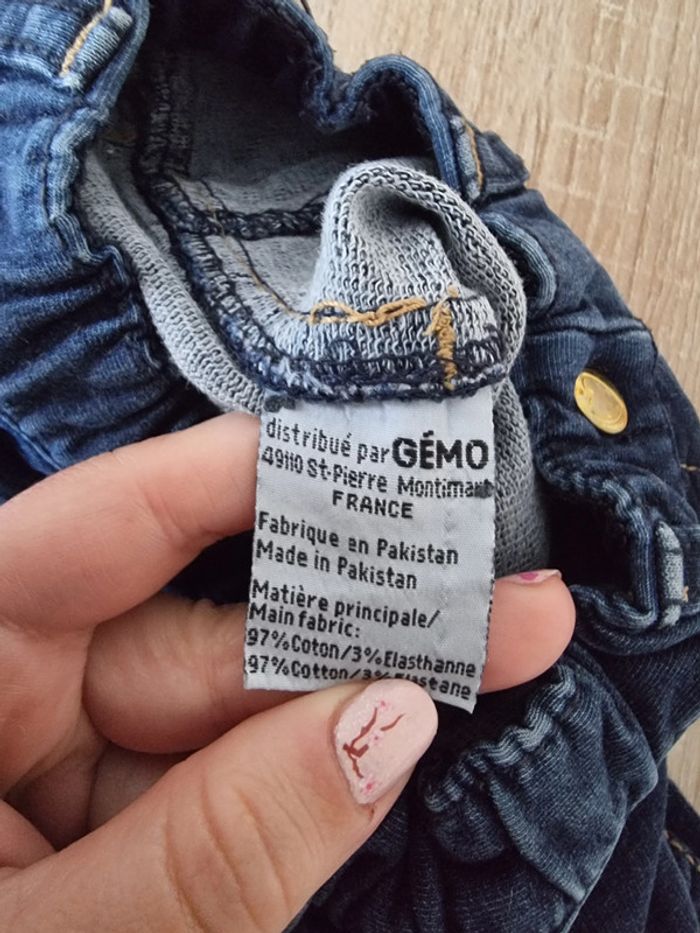 distribué par GÉMO
49110 St-Pierre Montimart
FRANCE
Fabrique en Pakistan
Made in Pakistan
Matière principale/
Main fabric:
97%Coton/3%Elasthanne
97%Cotton/3%Elastane